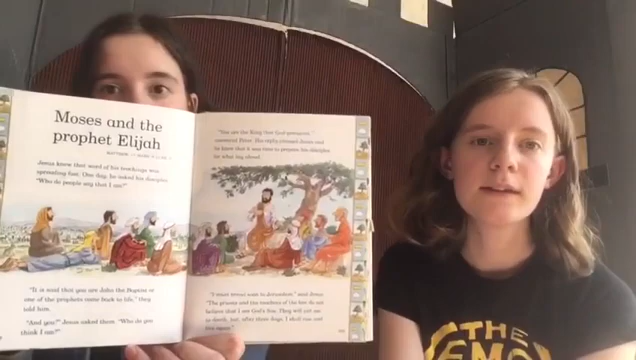 Moses and the
prophet Elijah
Jesus knew that word of his teachings was
spreading fast. One day, he asked his disciples,
"Who do people say that I am?"
"It is said that you are John the Baptist or
one of the prophets come back to life," they
told him.
"And you?" Jesus asked them. "Who do you
think I am?"
"You are the King that God promised,"
answered Peter. His reply pleased Jesus and
he knew that it was time to prepare his disciples
for what lay ahead.
"I must travel soon to Jerusalem," said Jesus.
"The priests and the teachers of the law do not
believe that I am God's Son. They will put me
to death, but, after three days, I shall rise
THE